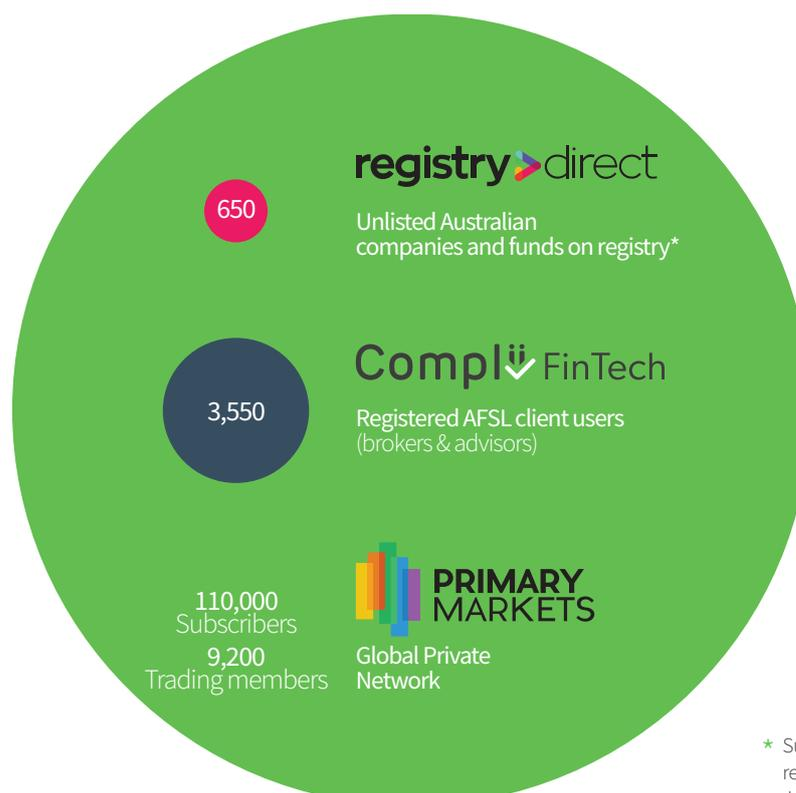 650
registry direct
Unlisted Australian
companies and funds on registry*
3,550
Complii FinTech
Registered AFSL client users
(brokers & advisors)
110,000
Subscribers
9,200
Trading members
PRIMARY
MARKETS
Global Private
Network
*